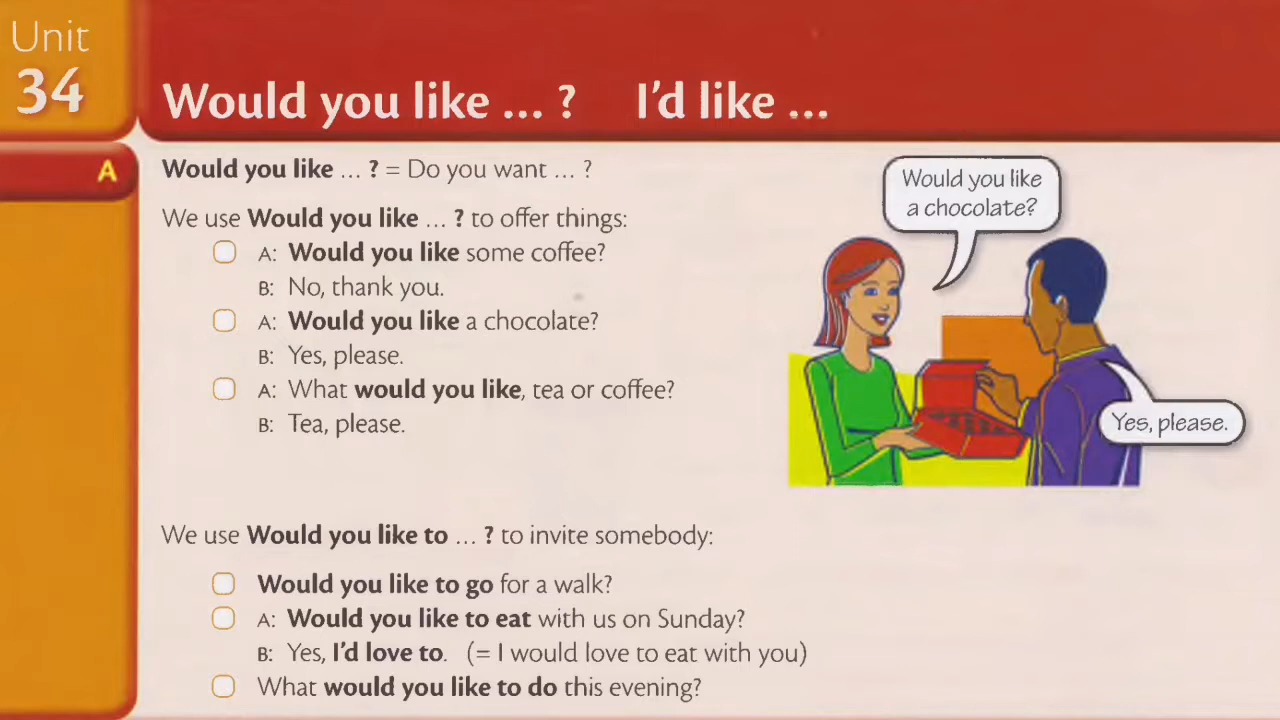 Unit
34
Would you like ... ? I'd like ...
A
Would you like ... ? = Do you want ... ?
We use Would you like ... ? to offer things:
A: Would you like some coffee?
B: No, thank you.
A: Would you like a chocolate?
B: Yes, please.
A: What would you like, tea or coffee?
B: Tea, please.
Would you like
a chocolate?
Yes, please.
We use Would you like to ... ? to invite somebody:
Would you like to go for a walk?
A: Would you like to eat with us on Sunday?
B: Yes, I'd love to. (= I would love to eat with you)
What would you like to do this evening?